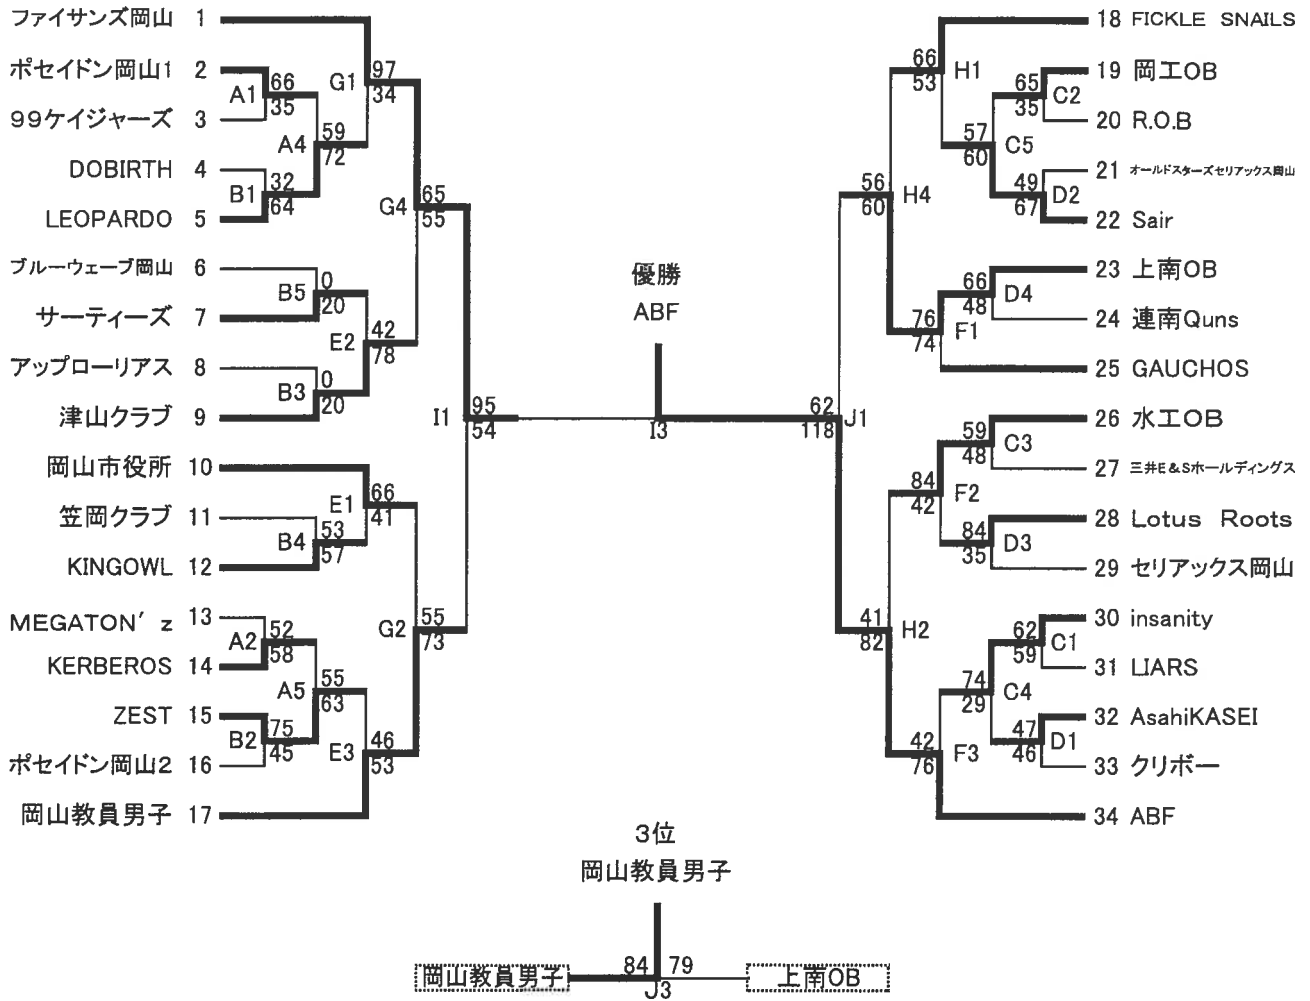 ファイサンズ岡山 1
ポセイドン岡山1 2
99ケイジャーズ 3
DOBIRTH 4
LEOPARDO 5
ブルーウェーブ岡山 6
サーティーズ 7
アップローリアス 8
津山クラブ 9
岡山市役所 10
笠岡クラブ 11
KINGOWL 12
MEGATON' z 13
KERBEROS 14
ZEST 15
ポセイドン岡山2 16
岡山教員男子 17
A1 66
35
B1 32
64
A4 59
72
G1 97
34
B5 0
20
B3 0
20
E2 42
78
G4 65
55
B4 53
57
E1 66
41
A2 52
58
B2 75
45
A5 55
63
E3 46
53
G2 55
73
I1 95
54
優勝
ABF
I3
62 J1
118
66 H1
53
65 C2
35
57 C5
60
49 D2
67
56 H4
60
66 D4
48
76 F1
74
59 C3
48
84 F2
42
84 D3
35
41 H2
82
62 C1
59
74 C4
29
47 D1
46
42 F3
76
18 FICKLE SNAILS
19 岡工OB
20 R.O.B
21 オールドスターズセリアックス岡山
22 Sair
23 上南OB
24 連南Quns
25 GAUCHOS
26 水工OB
27 三井E&Sホールディングス
28 Lotus Roots
29 セリアックス岡山
30 insanity
31 LIARS
32 AsahiKASEI
33 クリボー
34 ABF
3位
岡山教員男子
84 79
岡山教員男子 J3 上南OB